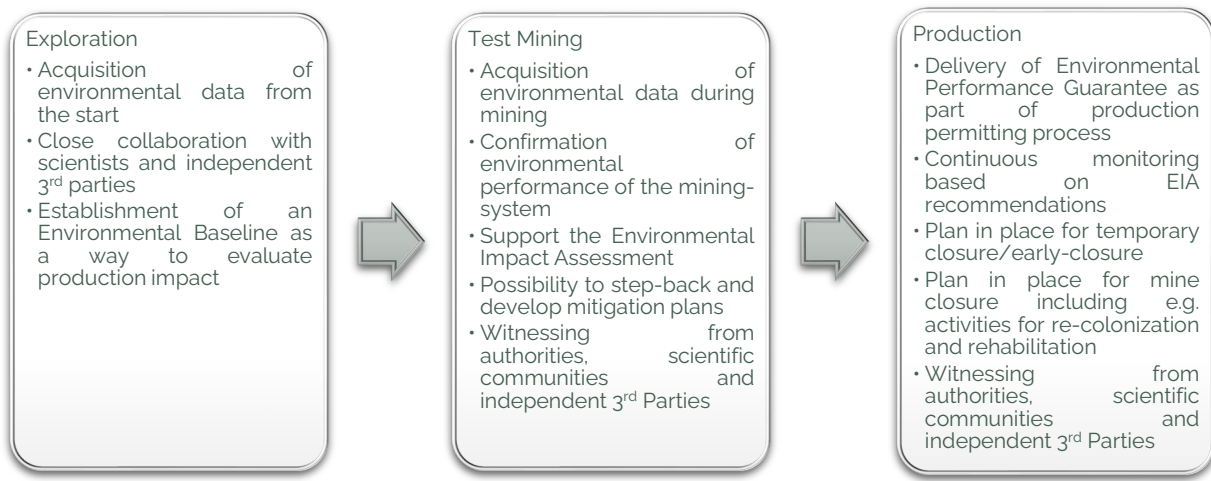 Exploration
• Acquisition of
environmental data from
the start
• Close collaboration with
scientists and independent
3rd parties
• Establishment of an
Environmental Baseline as
a way to evaluate
production impact
Test Mining
• Acquisition of
environmental data during
mining
• Confirmation of
environmental
performance of the mining-
system
• Support the Environmental
Impact Assessment
• Possibility to step-back and
develop mitigation plans
• Witnessing from
authorities, scientific
communities and
independent 3rd Parties
Production
• Delivery of Environmental
Performance Guarantee as
part of production
permitting process
• Continuous monitoring
based on EIA
recommendations
• Plan in place for temporary
closure/early-closure
• Plan in place for mine
closure including e.g.
activities for re-colonization
and rehabilitation
• Witnessing from
authorities, scientific
communities and
independent 3rd Parties